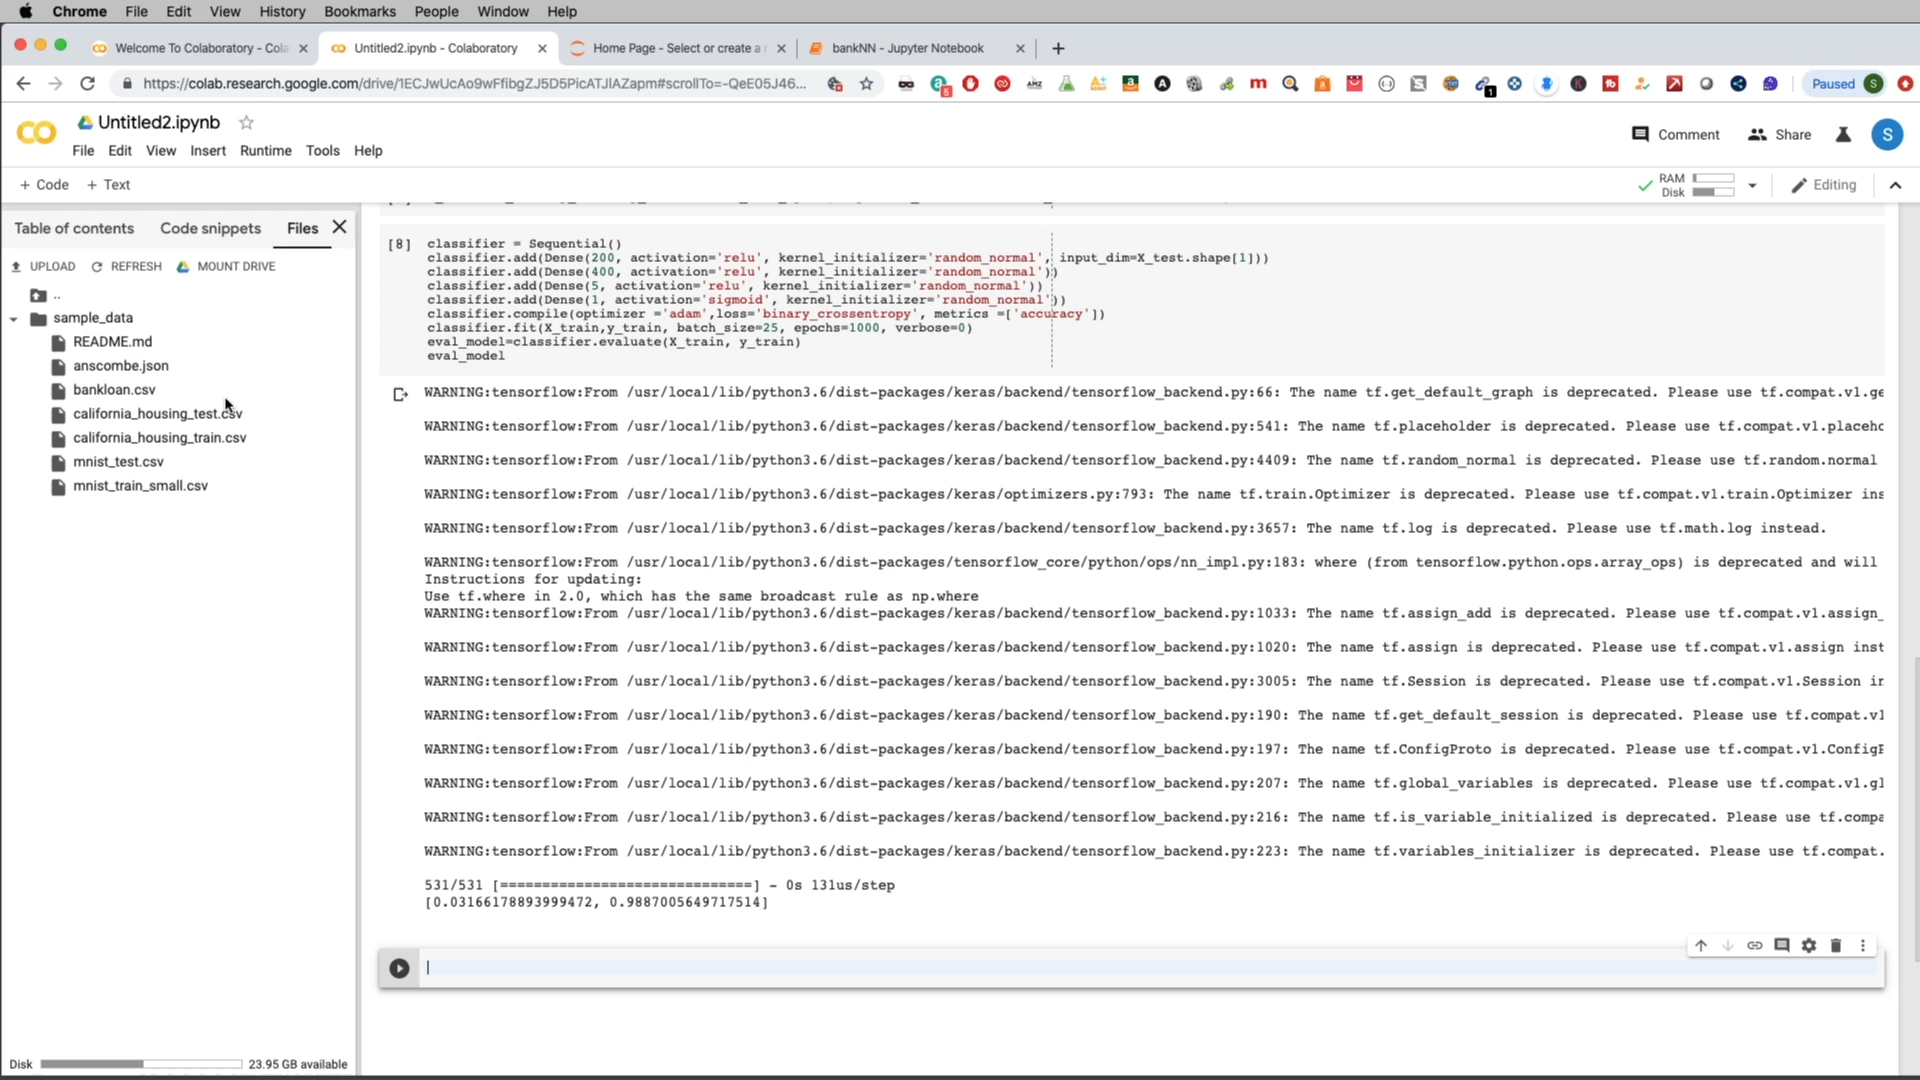 Chrome File Edit View History Bookmarks People Window Help
Welcome To Colaboratory - Cola
Untitled2.ipynb - Colaboratory
Home Page - Select or create a
bankNN - Jupyter Notebook
https://colab.research.google.com/drive/1ECJwUcAo9wFfibgZJ5D5PicATJlAZapm#scrollTo=-QeE05J46...
Paused S
Untitled2.ipynb
Comment Share S
File Edit View Insert Runtime Tools Help
+ Code + Text
RAM
Disk
Editing
Table of contents Code snippets Files
UPLOAD REFRESH MOUNT DRIVE
..
sample_data
README.md
anscombe.json
bankloan.csv
california_housing_test.csv
california_housing_train.csv
mnist_test.csv
mnist_train_small.csv
Disk 23.95 GB available
[8] classifier = Sequential()
classifier.add(Dense(200, activation='relu', kernel_initializer='random_normal', input_dim=X_test.shape[1]))
classifier.add(Dense(400, activation='relu', kernel_initializer='random_normal'))
classifier.add(Dense(5, activation='relu', kernel_initializer='random_normal'))
classifier.add(Dense(1, activation='sigmoid', kernel_initializer='random_normal'))
classifier.compile(optimizer ='adam',loss='binary_crossentropy', metrics =['accuracy'])
classifier.fit(X_train,y_train, batch_size=25, epochs=1000, verbose=0)
eval_model=classifier.evaluate(X_train, y_train)
eval_model
WARNING:tensorflow:From /usr/local/lib/python3.6/dist-packages/keras/backend/tensorflow_backend.py:66: The name tf.get_default_graph is deprecated. Please use tf.compat.v1.ge
WARNING:tensorflow:From /usr/local/lib/python3.6/dist-packages/keras/backend/tensorflow_backend.py:541: The name tf.placeholder is deprecated. Please use tf.compat.v1.placeho
WARNING:tensorflow:From /usr/local/lib/python3.6/dist-packages/keras/backend/tensorflow_backend.py:4409: The name tf.random_normal is deprecated. Please use tf.random.normal
WARNING:tensorflow:From /usr/local/lib/python3.6/dist-packages/keras/optimizers.py:793: The name tf.train.Optimizer is deprecated. Please use tf.compat.v1.train.Optimizer ins
WARNING:tensorflow:From /usr/local/lib/python3.6/dist-packages/keras/backend/tensorflow_backend.py:3657: The name tf.log is deprecated. Please use tf.math.log instead.
WARNING:tensorflow:From /usr/local/lib/python3.6/dist-packages/tensorflow_core/python/ops/nn_impl.py:183: where (from tensorflow.python.ops.array_ops) is deprecated and will
Instructions for updating:
Use tf.where in 2.0, which has the same broadcast rule as np.where
WARNING:tensorflow:From /usr/local/lib/python3.6/dist-packages/keras/backend/tensorflow_backend.py:1033: The name tf.assign_add is deprecated. Please use tf.compat.v1.assign_
WARNING:tensorflow:From /usr/local/lib/python3.6/dist-packages/keras/backend/tensorflow_backend.py:1020: The name tf.assign is deprecated. Please use tf.compat.v1.assign inst
WARNING:tensorflow:From /usr/local/lib/python3.6/dist-packages/keras/backend/tensorflow_backend.py:3005: The name tf.Session is deprecated. Please use tf.compat.v1.Session in
WARNING:tensorflow:From /usr/local/lib/python3.6/dist-packages/keras/backend/tensorflow_backend.py:190: The name tf.get_default_session is deprecated. Please use tf.compat.v1
WARNING:tensorflow:From /usr/local/lib/python3.6/dist-packages/keras/backend/tensorflow_backend.py:197: The name tf.ConfigProto is deprecated. Please use tf.compat.v1.ConfigP
WARNING:tensorflow:From /usr/local/lib/python3.6/dist-packages/keras/backend/tensorflow_backend.py:207: The name tf.global_variables is deprecated. Please use tf.compat.v1.gl
WARNING:tensorflow:From /usr/local/lib/python3.6/dist-packages/keras/backend/tensorflow_backend.py:216: The name tf.is_variable_initialized is deprecated. Please use tf.compa
WARNING:tensorflow:From /usr/local/lib/python3.6/dist-packages/keras/backend/tensorflow_backend.py:223: The name tf.variables_initializer is deprecated. Please use tf.compat.
531/531 [==============================] - 0s 131us/step
[0.03166178893999472, 0.9887005649717514]